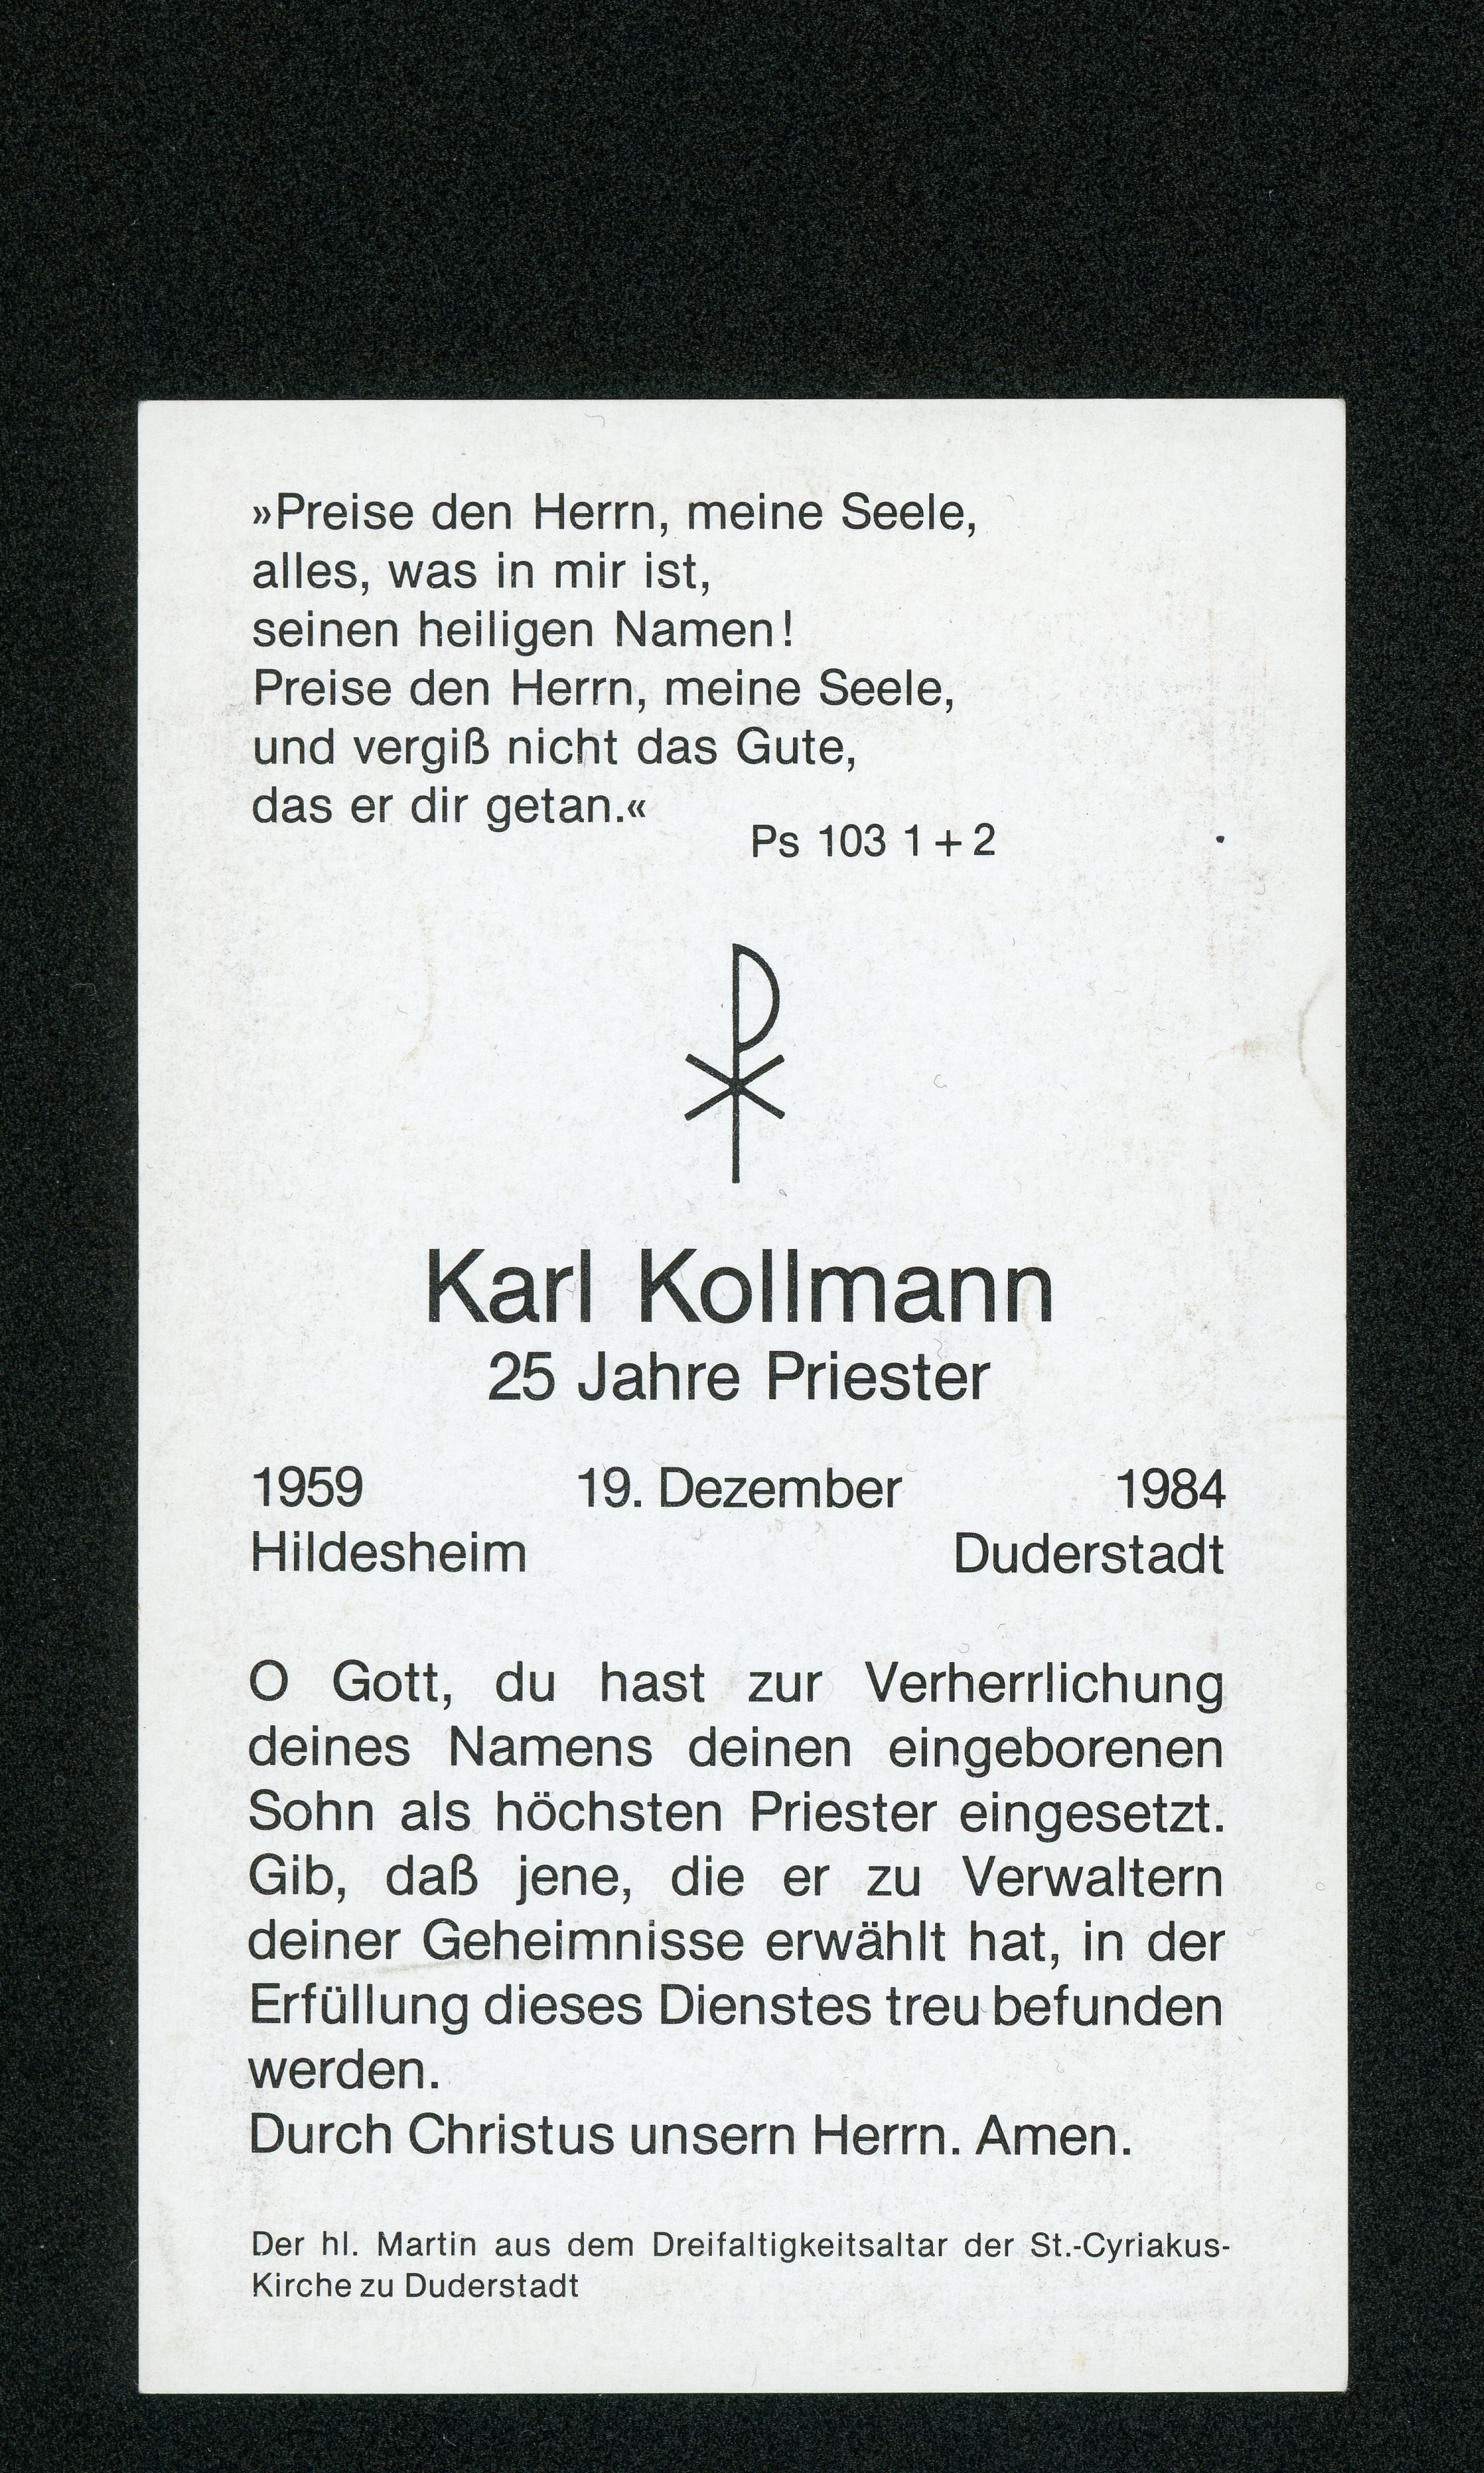 »Preise den Herrn, meine Seele,
alles, was in mir ist,
seinen heiligen Namen!
Preise den Herrn, meine Seele,
und vergiß nicht das Gute,
das er dir getan.«
Ps 103 1+2
Karl Kollmann
25 Jahre Priester
1959 19. Dezember 1984
Hildesheim Duderstadt
O Gott, du hast zur Verherrlichung
deines Namens deinen eingeborenen
Sohn als höchsten Priester eingesetzt.
Gib, daß jene, die er zu Verwaltern
deiner Geheimnisse erwählt hat, in der
Erfüllung dieses Dienstes treu befunden
werden.
Durch Christus unsern Herrn. Amen.
Der hl. Martin aus dem Dreifaltigkeitsaltar der St.-Cyriakus-
Kirche zu Duderstadt